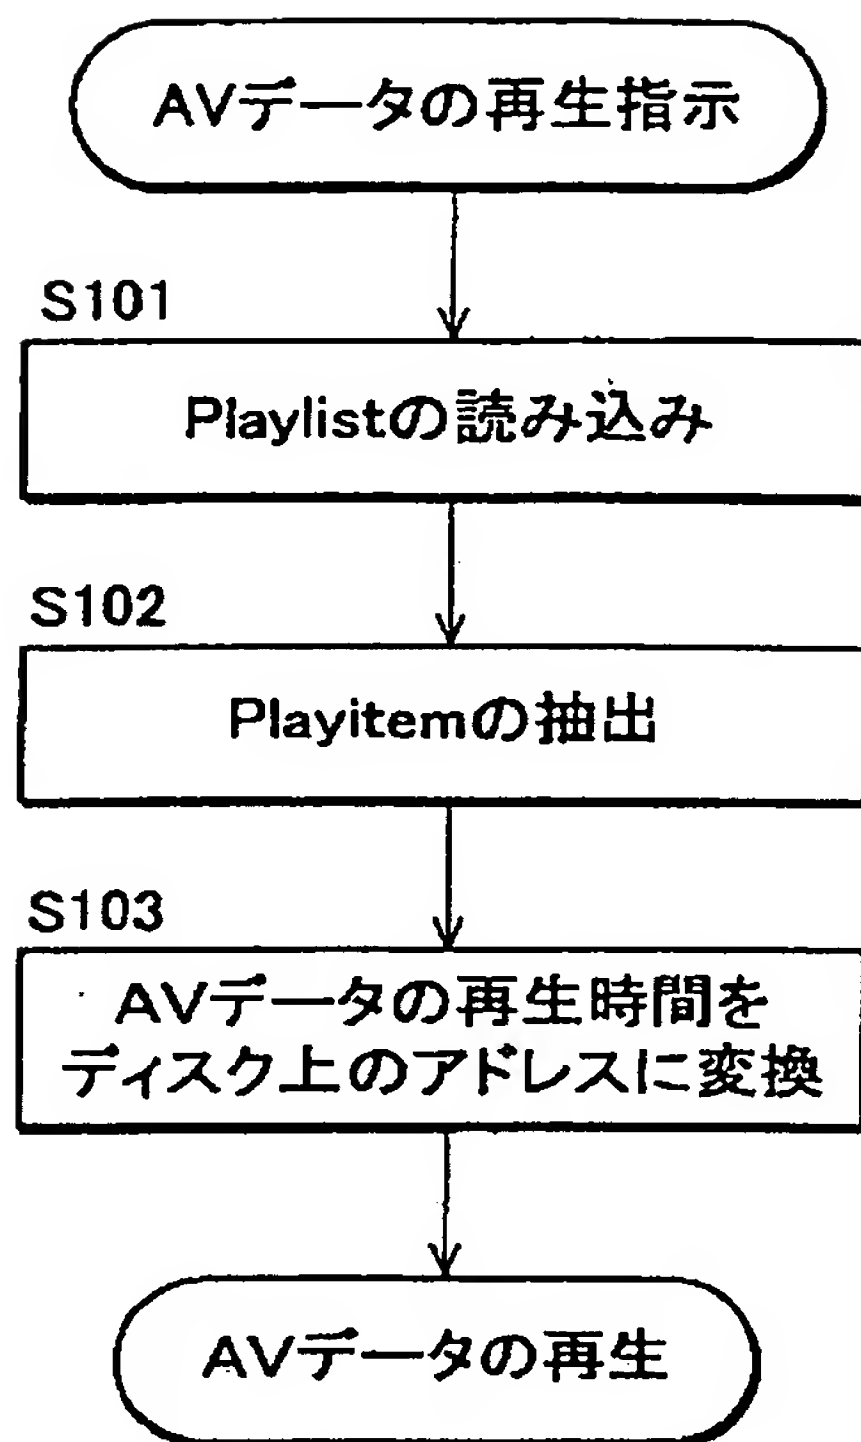 AVデータの再生指示
S101
Playlistの読み込み
S102
Playitemの抽出
S103
AVデータの再生時間を
ディスク上のアドレスに変換
AVデータの再生